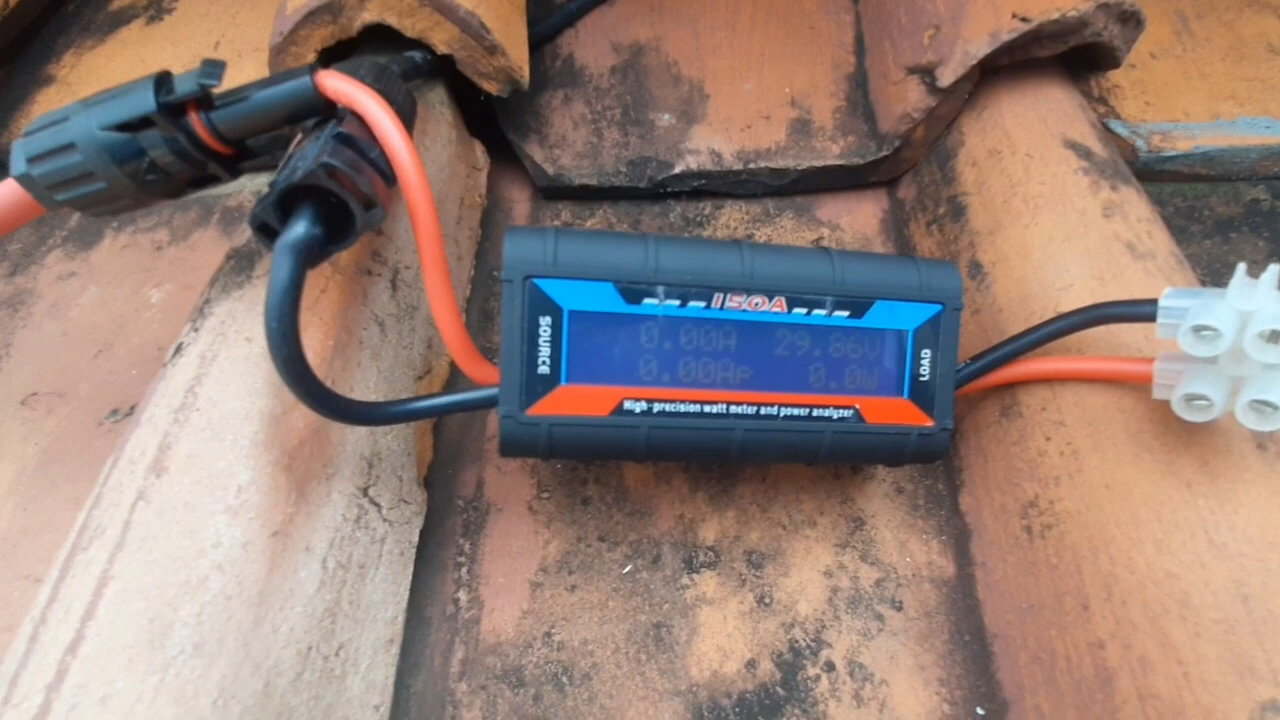 150A
SOURCE
0.00A 29.86V
0.00Ap 0.0W
LOAD
High-precision watt meter and power analyzer